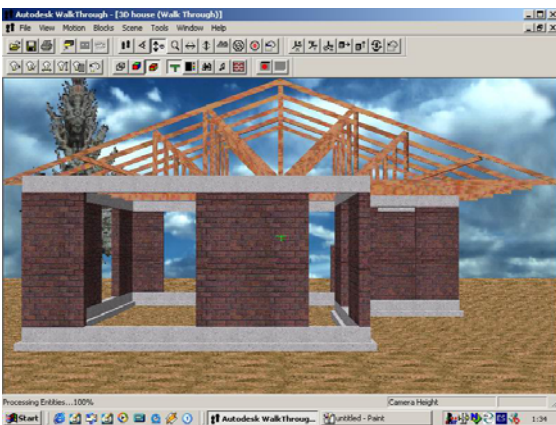 Autodesk WalkThrough - [3D house (Walk Through)]
File View Motion Blocks Scene Tools Window Help
Processing Entities...100%
Camera Height
Start
Autodesk WalkThroug...
untitled - Paint
1:34